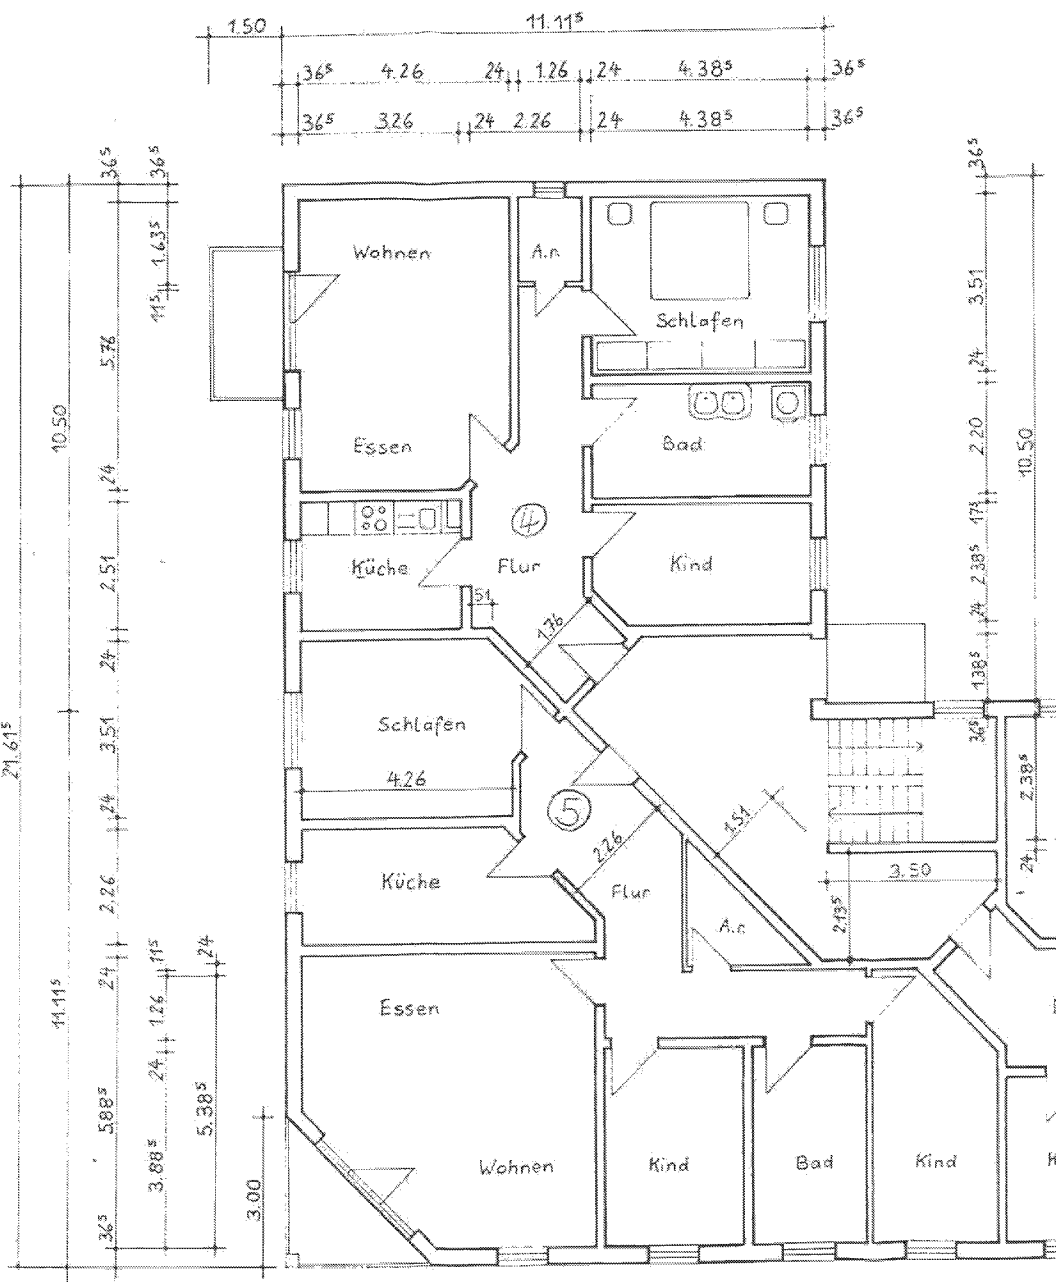 1.50 11.11⁵
36⁵ 4.26 24 1.26 24 4.38⁵ 36⁵
36⁵ 3.26 24 2.26 24 4.38⁵ 36⁵
36⁵ 36⁵ 36⁵
1.63⁵
11⁵
3.51
5.76
24
10.50
2.20
10.50
24
17⁵
2.51
2.38⁵
24
24
1.38⁵
3.51
36⁵
21.61⁵
2.38⁵
24
24
2.26
24
11⁵
24
11.11⁵
1.26
24
5.88⁵
5.38⁵
3.88⁵
3.00
36⁵
Wohnen
A.r.
Schlafen
Essen
Bad
4
Küche
Flur
Kind
51
1.76
Schlafen
4.26
5
1.51
2.26
3.50
Küche
Flur
2.13⁵
A.r.
Essen
Wohnen
Kind
Bad
Kind